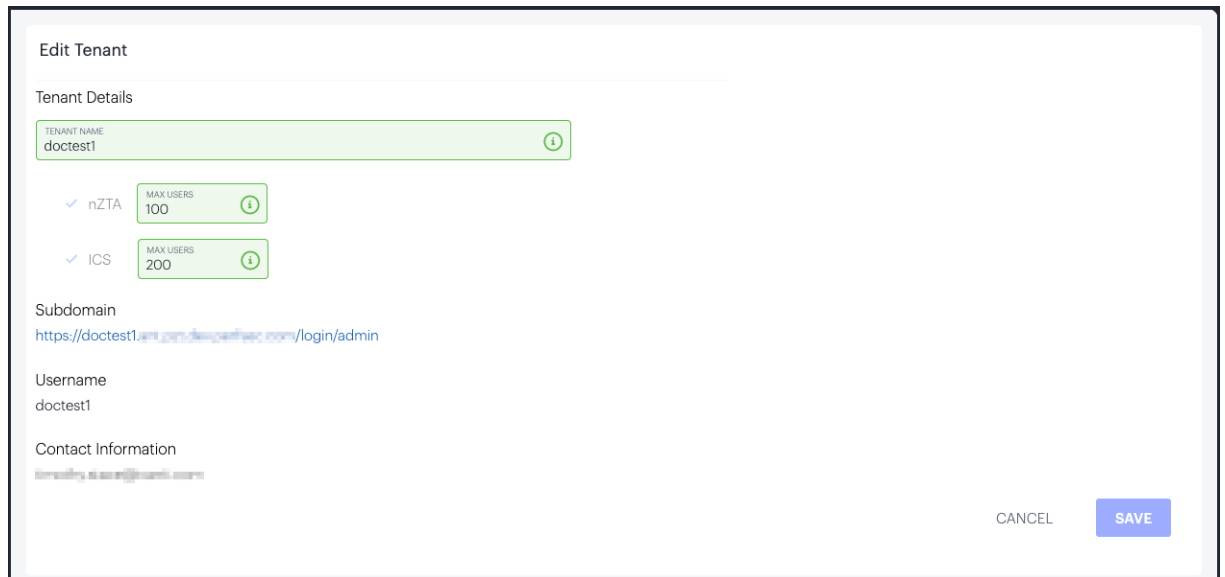 Edit Tenant
Tenant Details
TENANT NAME
doctest1
nZTA
MAX USERS
100
ICS
MAX USERS
200
Subdomain
https://doctest1. /login/admin
Username
doctest1
Contact Information
CANCEL
SAVE